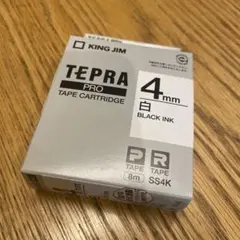 KING JIM
TEPRA
PRO
TAPE CARTRIDGE
4mm
白
BLACK INK
P
TAPE
8m
R
TAPE
SS4K